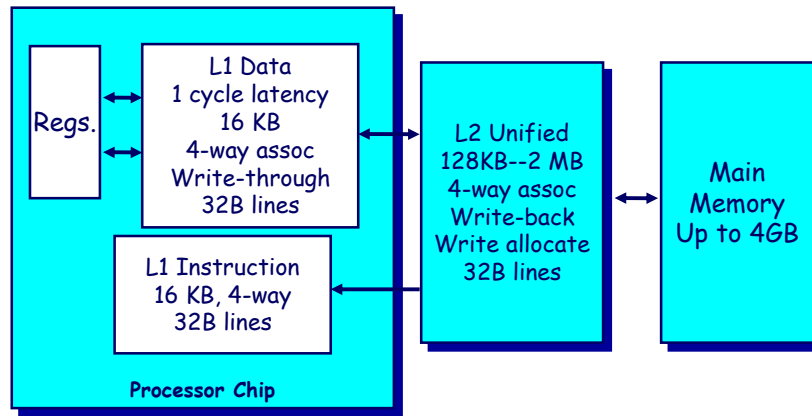 Regs.
L1 Data
1 cycle latency
16 KB
4-way assoc
Write-through
32B lines
L1 Instruction
16 KB, 4-way
32B lines
Processor Chip
L2 Unified
128KB--2 MB
4-way assoc
Write-back
Write allocate
32B lines
Main
Memory
Up to 4GB